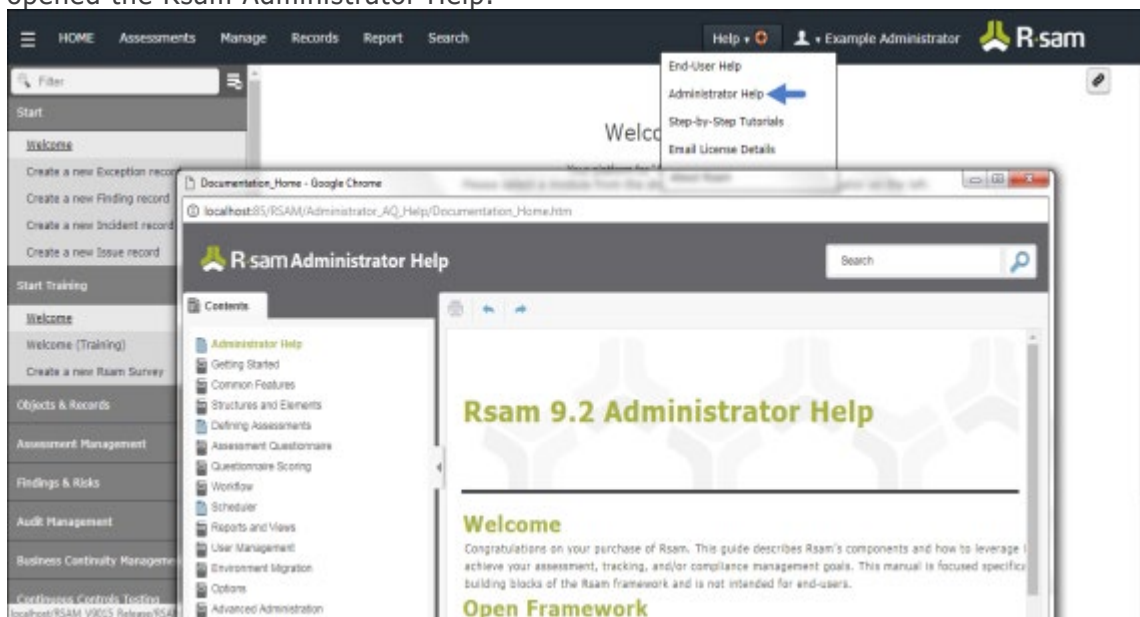 opened the Rsam Administrator Help.
HOME Assessments Manage Records Report Search Help Example Administrator R·sam
Filter
Start
Welcome
Create a new Exception record
Create a new Finding record
Create a new Incident record
Create a new Issue record
Start Training
Welcome
Welcome (Training)
Create a new Rsam Survey
Objects & Records
Assessment Management
Findings & Risks
Audit Management
Business Continuity Manageme
Continuous Controls Testing
End-User Help
Administrator Help
Step-by-Step Tutorials
Email License Details
About Rsam
Welco
Documentation_Home - Google Chrome
localhost:85/RSAM/Administrator_AQ_Help/Documentation_Home.htm
R·sam Administrator Help
Search
Contents
Administrator Help
Getting Started
Common Features
Structures and Elements
Defining Assessments
Assessment Questionnaire
Questionnaire Scoring
Workflow
Scheduler
Reports and Views
User Management
Environment Migration
Options
Advanced Administration
Rsam 9.2 Administrator Help
Welcome
Congratulations on your purchase of Rsam. This guide describes Rsam's components and how to leverage
achieve your assessment, tracking, and/or compliance management goals. This manual is focused specifica
building blocks of the Rsam framework and is not intended for end-users.
Open Framework